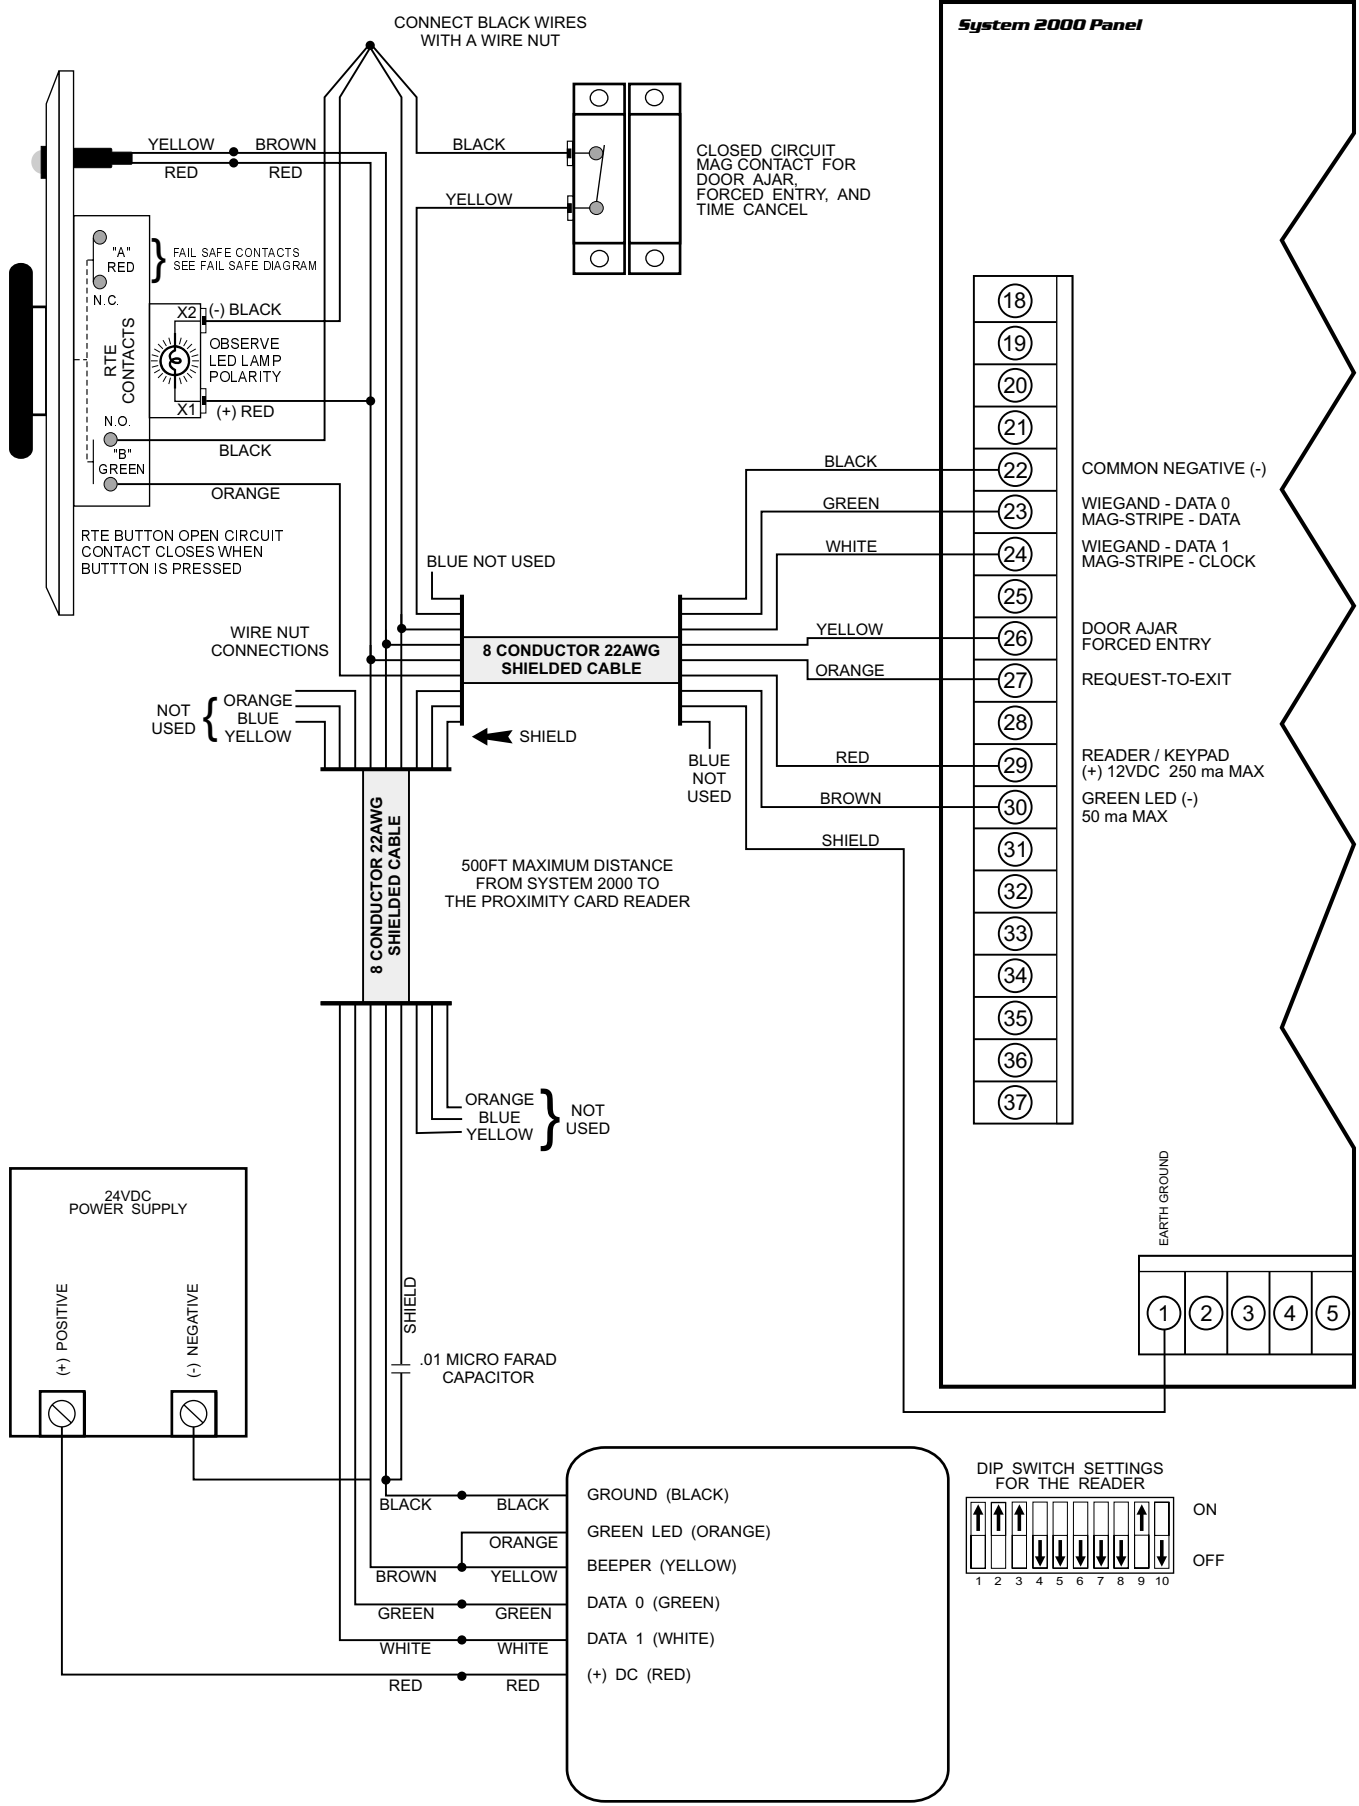 CONNECT BLACK WIRES
WITH A WIRE NUT
System 2000 Panel
YELLOW
BROWN
RED
RED
BLACK
YELLOW
CLOSED CIRCUIT
MAG CONTACT FOR
DOOR AJAR,
FORCED ENTRY, AND
TIME CANCEL
"A"
RED
N.C.
FAIL SAFE CONTACTS
SEE FAIL SAFE DIAGRAM
X2
(-) BLACK
RTE
CONTACTS
OBSERVE
LED LAMP
POLARITY
X1
(+) RED
N.O.
"B"
GREEN
BLACK
ORANGE
RTE BUTTON OPEN CIRCUIT
CONTACT CLOSES WHEN
BUTTTON IS PRESSED
BLUE NOT USED
WIRE NUT
CONNECTIONS
8 CONDUCTOR 22AWG
SHIELDED CABLE
NOT
USED
ORANGE
BLUE
YELLOW
SHIELD
BLUE
NOT
USED
BLACK
GREEN
WHITE
YELLOW
ORANGE
RED
BROWN
SHIELD
18
19
20
21
22
23
24
25
26
27
28
29
30
31
32
33
34
35
36
37
COMMON NEGATIVE (-)
WIEGAND - DATA 0
MAG-STRIPE - DATA
WIEGAND - DATA 1
MAG-STRIPE - CLOCK
DOOR AJAR
FORCED ENTRY
REQUEST-TO-EXIT
READER / KEYPAD
(+) 12VDC 250 ma MAX
GREEN LED (-)
50 ma MAX
8 CONDUCTOR 22AWG
SHIELDED CABLE
500FT MAXIMUM DISTANCE
FROM SYSTEM 2000 TO
THE PROXIMITY CARD READER
ORANGE
BLUE
YELLOW
NOT
USED
24VDC
POWER SUPPLY
(+) POSITIVE
(-) NEGATIVE
SHIELD
.01 MICRO FARAD
CAPACITOR
EARTH GROUND
1 2 3 4 5
BLACK
BLACK
GROUND (BLACK)
ORANGE
GREEN LED (ORANGE)
BROWN
YELLOW
BEEPER (YELLOW)
GREEN
GREEN
DATA 0 (GREEN)
WHITE
WHITE
DATA 1 (WHITE)
RED
RED
(+) DC (RED)
DIP SWITCH SETTINGS
FOR THE READER
ON
OFF
1 2 3 4 5 6 7 8 9 10